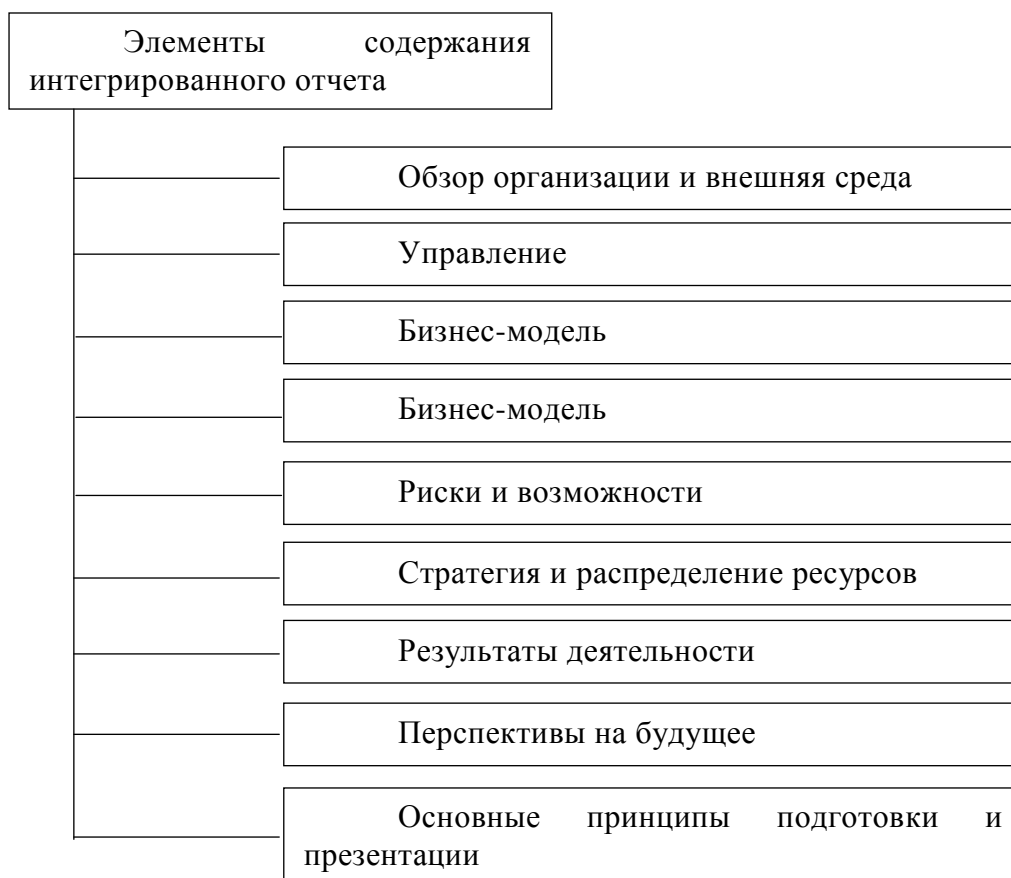 Элементы содержания
интегрированного отчета
Обзор организации и внешняя среда
Управление
Бизнес-модель
Бизнес-модель
Риски и возможности
Стратегия и распределение ресурсов
Результаты деятельности
Перспективы на будущее
Основные принципы подготовки и
презентации